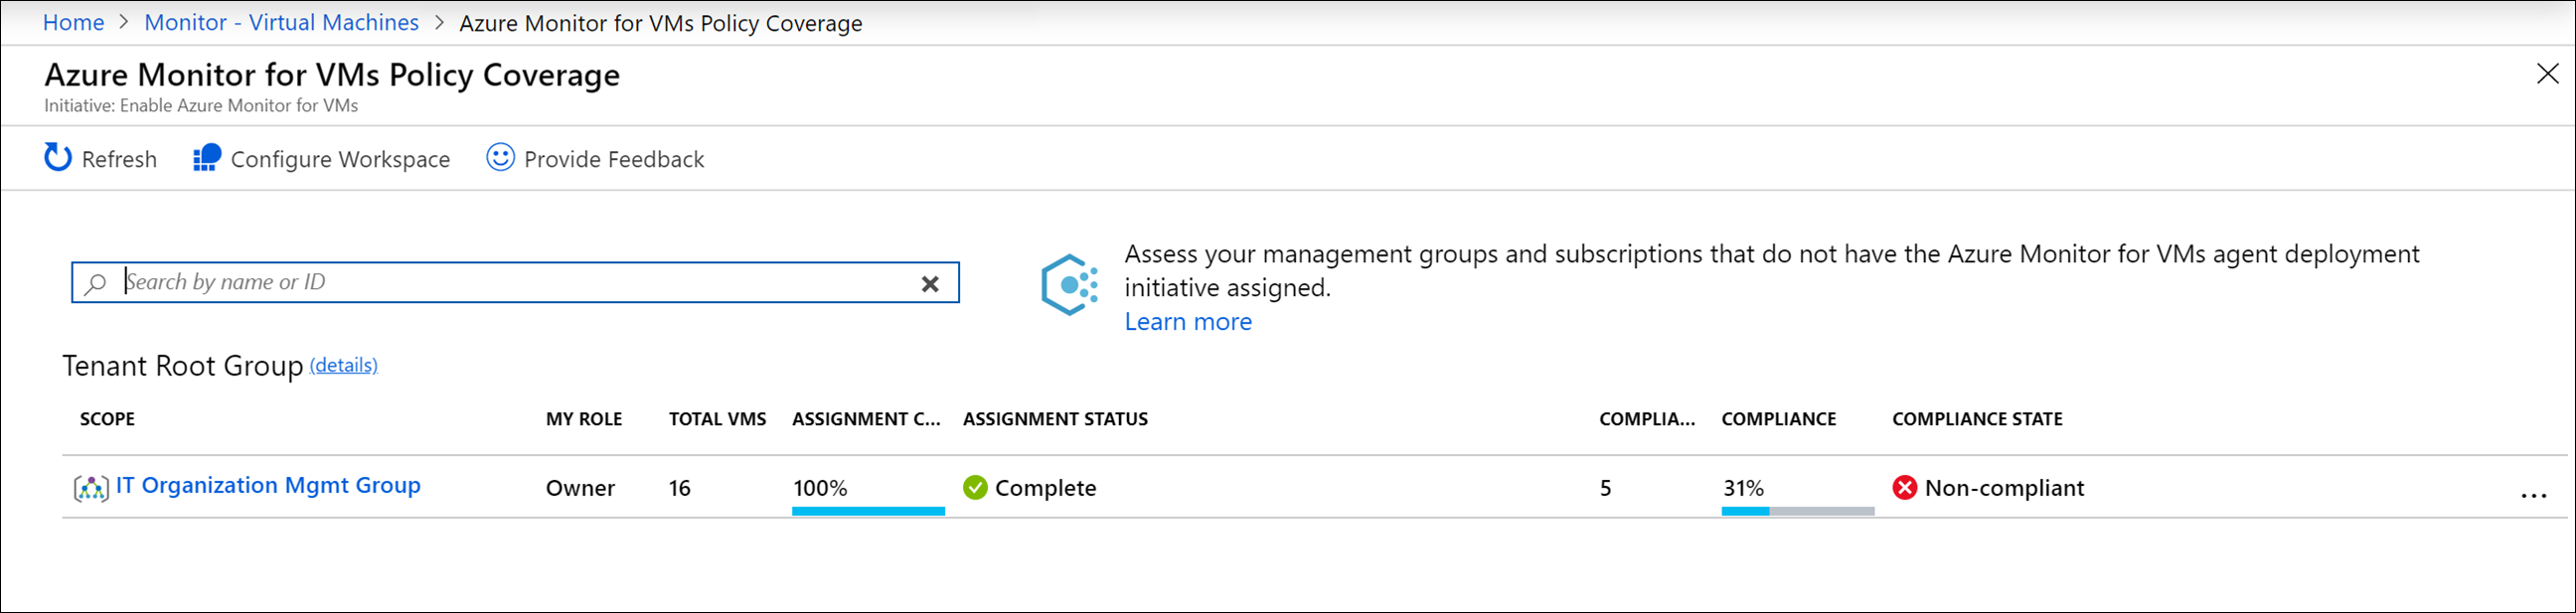 Home > Monitor - Virtual Machines > Azure Monitor for VMs Policy Coverage
Azure Monitor for VMs Policy Coverage
Initiative: Enable Azure Monitor for VMs
Refresh Configure Workspace Provide Feedback
Search by name or ID
Assess your management groups and subscriptions that do not have the Azure Monitor for VMs agent deployment
initiative assigned.
Learn more
Tenant Root Group (details)
SCOPE MY ROLE TOTAL VMS ASSIGNMENT C... ASSIGNMENT STATUS COMPLIA... COMPLIANCE COMPLIANCE STATE
IT Organization Mgmt Group Owner 16 100% Complete 5 31% Non-compliant ...